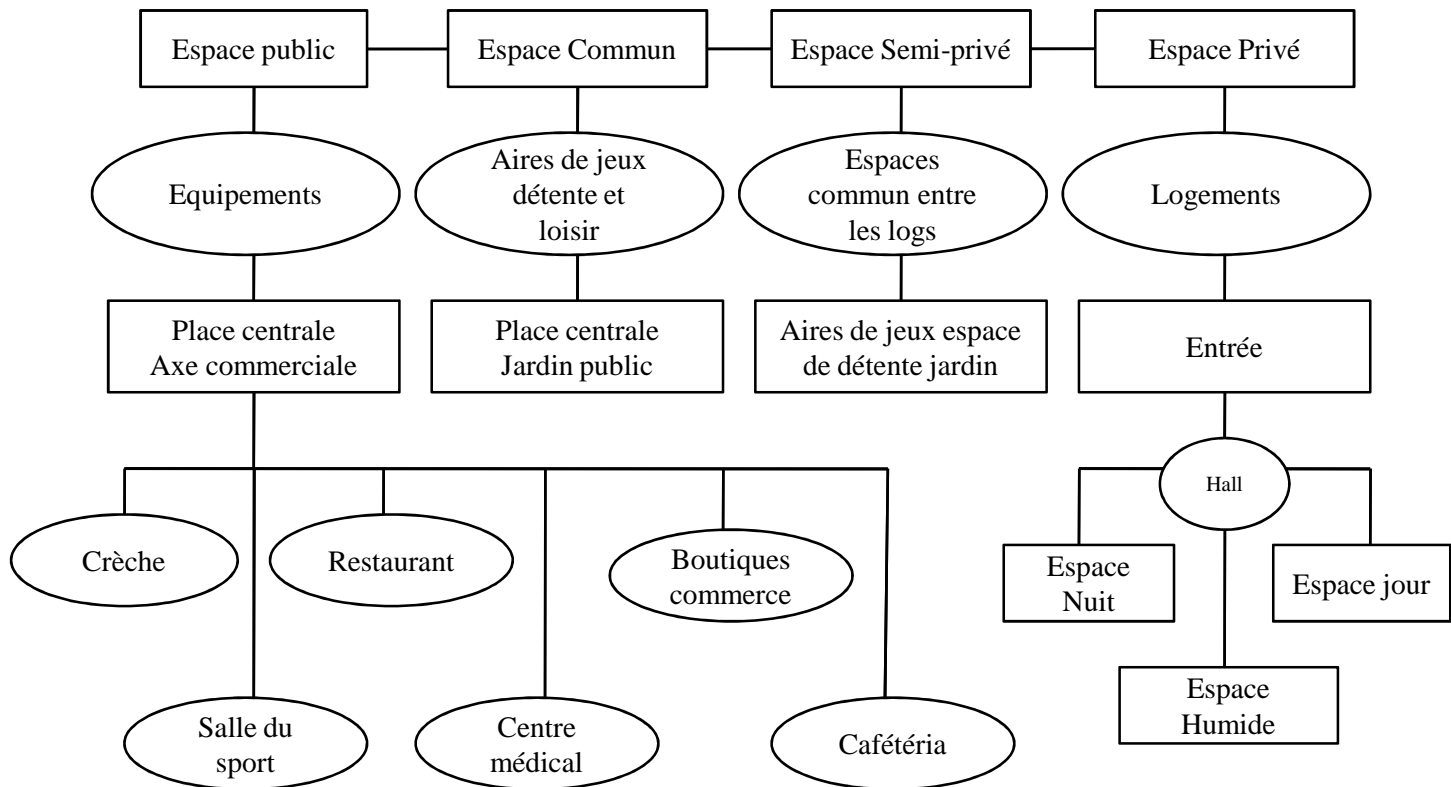 Espace public
Espace Commun
Espace Semi-privé
Espace Privé
Equipements
Aires de jeux
détente et
loisir
Espaces
commun entre
les logs
Logements
Place centrale
Axe commerciale
Place centrale
Jardin public
Aires de jeux espace
de détente jardin
Entrée
Hall
Crèche
Restaurant
Boutiques
commerce
Espace
Nuit
Espace jour
Salle du
sport
Centre
médical
Cafétéria
Espace
Humide